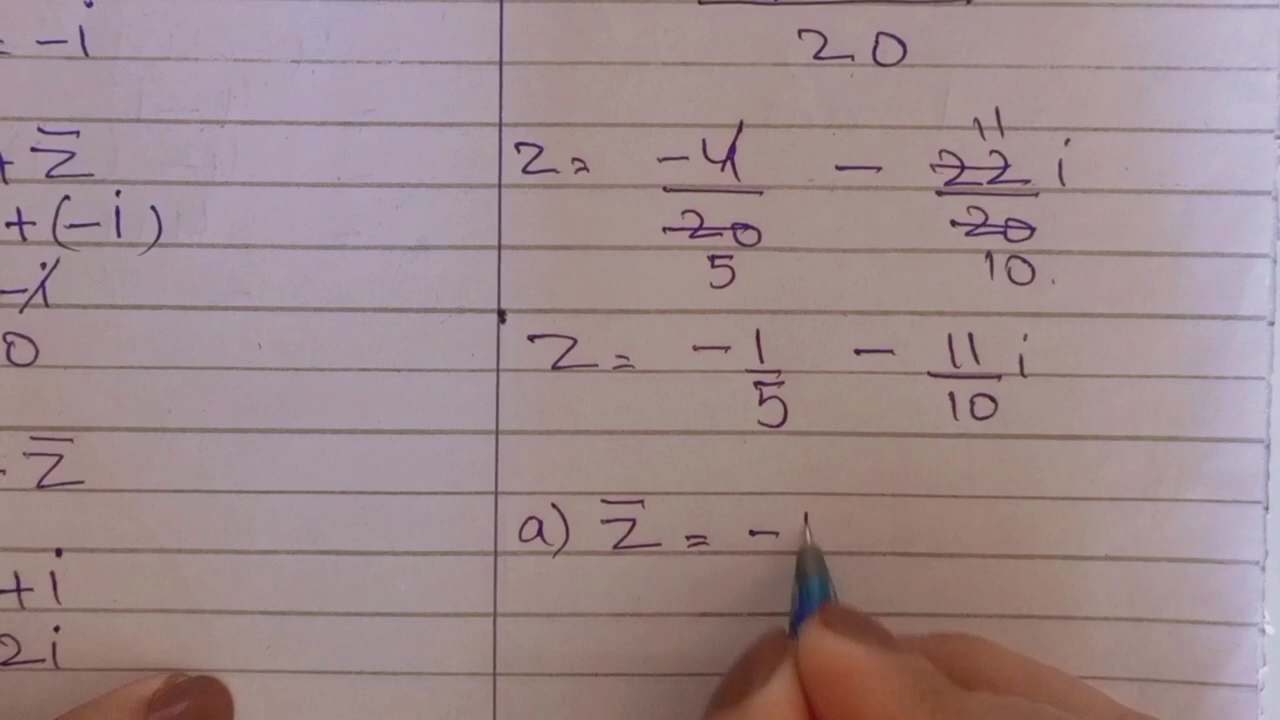 = -i
+ z̅
+ (-i)
-i
0
- z̅
+i
2i
20
11
z = -4/20 - 22/20 i
5 10.
z = -1/5 - 11/10 i
a) z̅ = -1